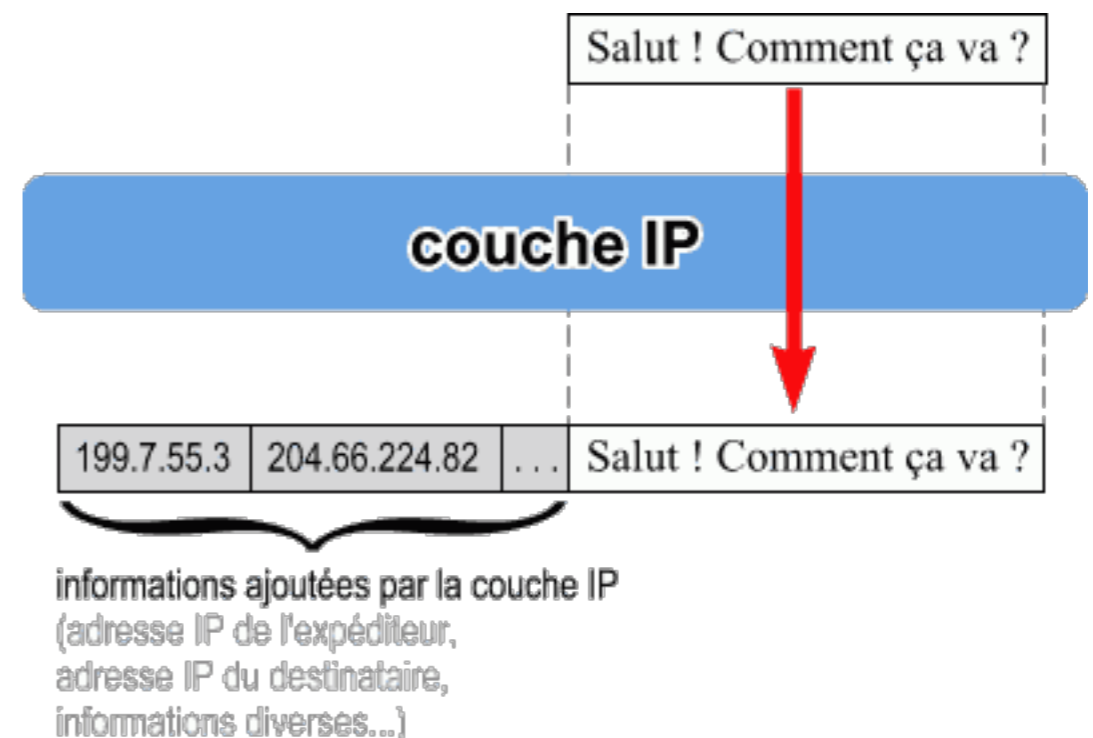 Salut ! Comment ça va ?
couche IP
199.7.55.3 204.66.224.82 ... Salut ! Comment ça va ?
informations ajoutées par la couche IP
(adresse IP de l'expéditeur,
adresse IP du destinataire,
informations diverses...)